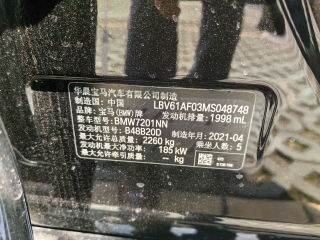 华晨宝马汽车有限公司制造
制造国：中国 LBV61AF03MS048748
品牌：宝马(BMW)牌 发动机排量：1998 mL
整车型号：BMW7201NN
发动机型号：B48B20D 制造年月：2021-04
最大允许总质量：2260 kg 乘坐人数：5
发动机最大净功率：185 kW
最大允许牵引质量：-- kg